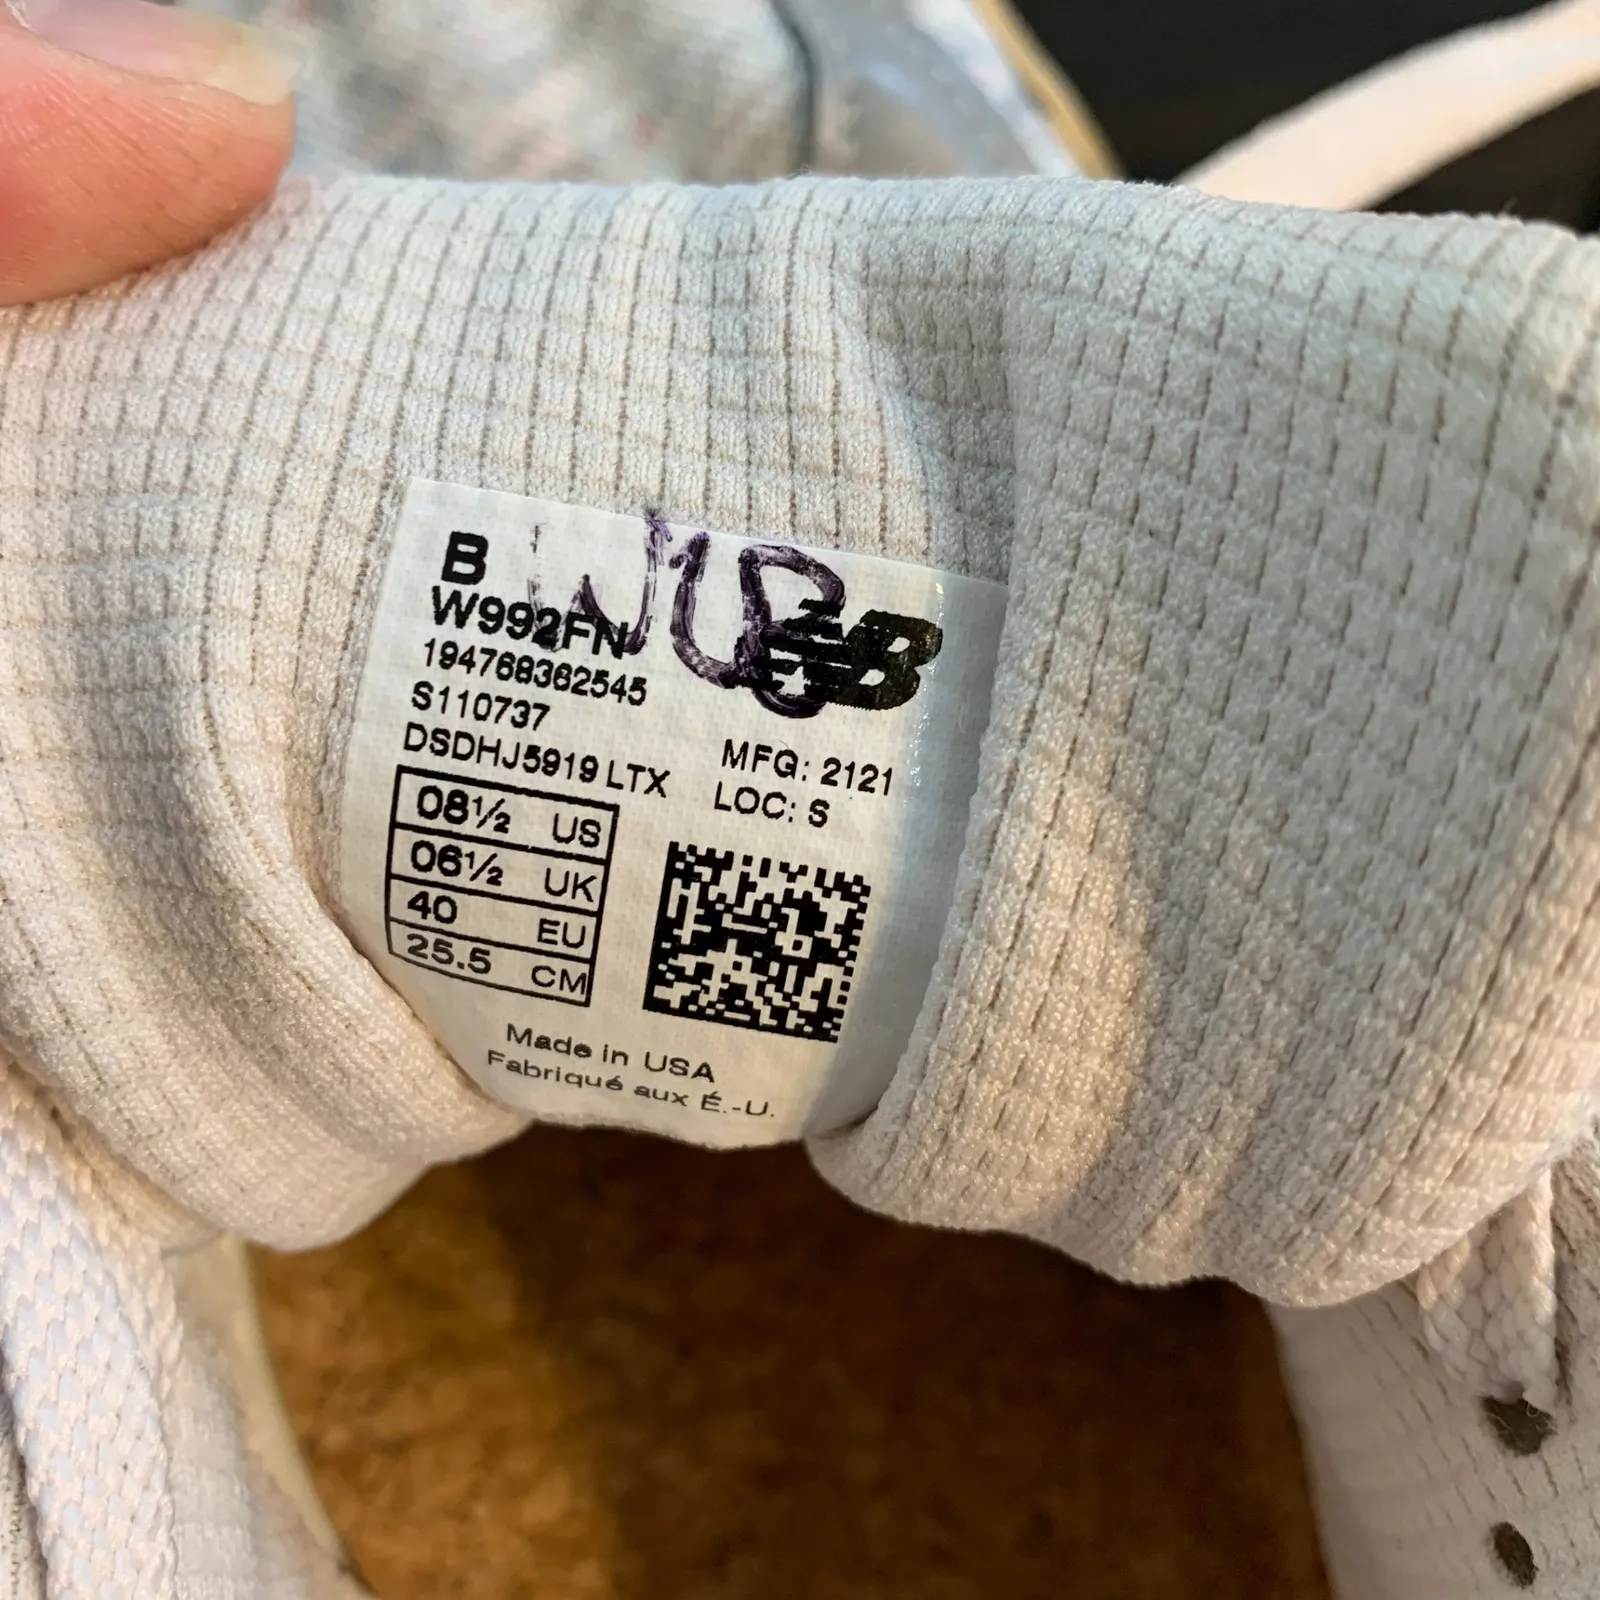 B
W992FN
194768362545
S110737
DSDHJ5919 LTX
MFG: 2121
LOC: S
08½ US
06½ UK
40 EU
25.5 CM
Made in USA
Fabriqué aux É.-U.